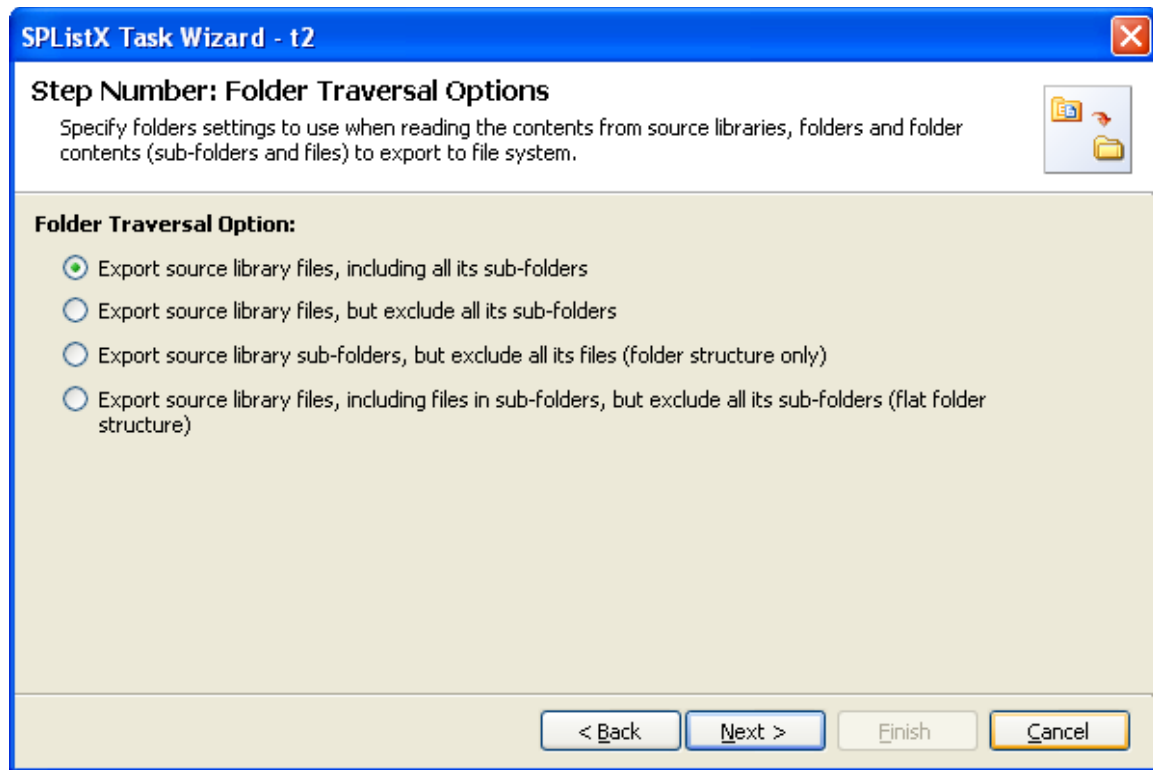 SPListX Task Wizard - t2
Step Number: Folder Traversal Options
Specify folders settings to use when reading the contents from source libraries, folders and folder
contents (sub-folders and files) to export to file system.
Folder Traversal Option:
Export source library files, including all its sub-folders
Export source library files, but exclude all its sub-folders
Export source library sub-folders, but exclude all its files (folder structure only)
Export source library files, including files in sub-folders, but exclude all its sub-folders (flat folder
structure)
< Back Next > Finish Cancel